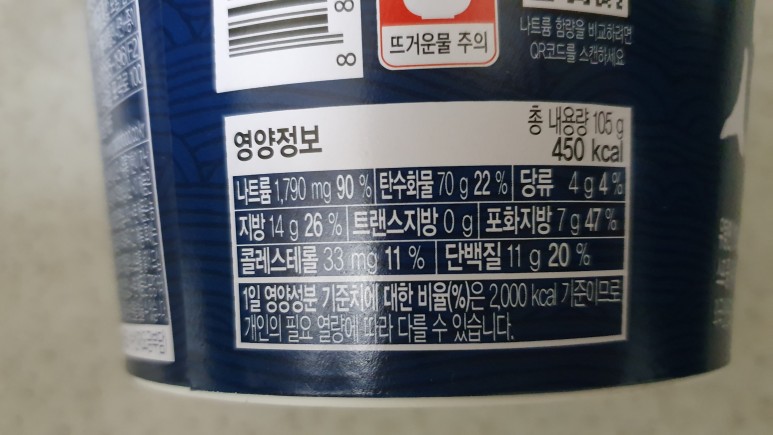 8
8
뜨거운물 주의
나트륨 함량을 비교하려면
QR코드를 스캔하세요
영양정보
총 내용량 105 g
450 kcal
나트륨 1,790 mg 90 % 탄수화물 70 g 22 % 당류 4 g 4 %
지방 14 g 26 % 트랜스지방 0 g 포화지방 7 g 47 %
콜레스테롤 33 mg 11 % 단백질 11 g 20 %
1일 영양성분 기준치에 대한 비율(%)은 2,000 kcal 기준이므로
개인의 필요 열량에 따라 다를 수 있습니다.